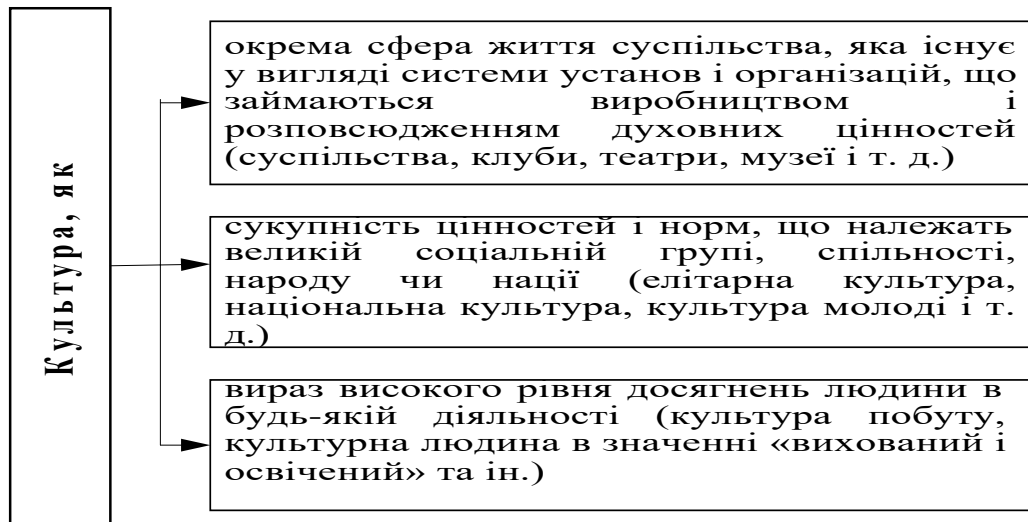 Культура, як
окрема сфера життя суспільства, яка існує
у вигляді системи установ і організацій, що
займаються виробництвом і
розповсюдженням духовних цінностей
(суспільства, клуби, театри, музеї і т. д.)
сукупність цінностей і норм, що належать
великій соціальній групі, спільності,
народу чи нації (елітарна культура,
національна культура, культура молоді і т.
д.)
вираз високого рівня досягнень людини в
будь-якій діяльності (культура побуту,
культурна людина в значенні «вихований і
освічений» та ін.)